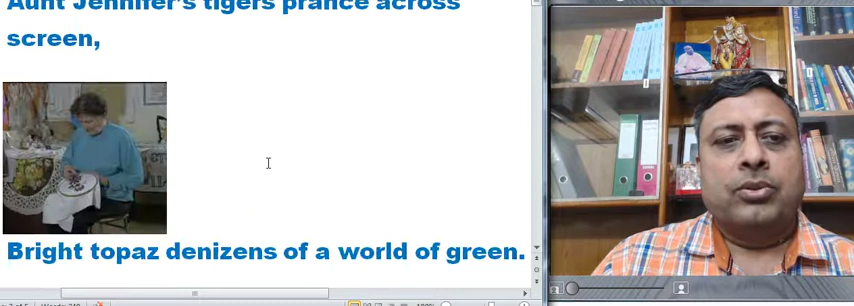 Aunt Jennifer's tigers prance across
screen,
Bright topaz denizens of a world of green.